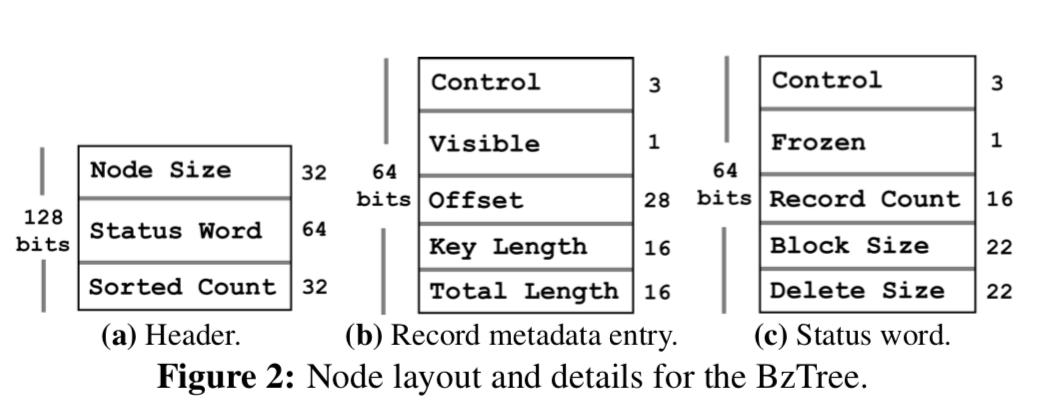 128
bits
Node Size 32
Status Word 64
Sorted Count 32
(a) Header.
64
bits
Control 3
Visible 1
Offset 28
Key Length 16
Total Length 16
(b) Record metadata entry.
64
bits
Control 3
Frozen 1
Record Count 16
Block Size 22
Delete Size 22
(c) Status word.
Figure 2: Node layout and details for the BzTree.